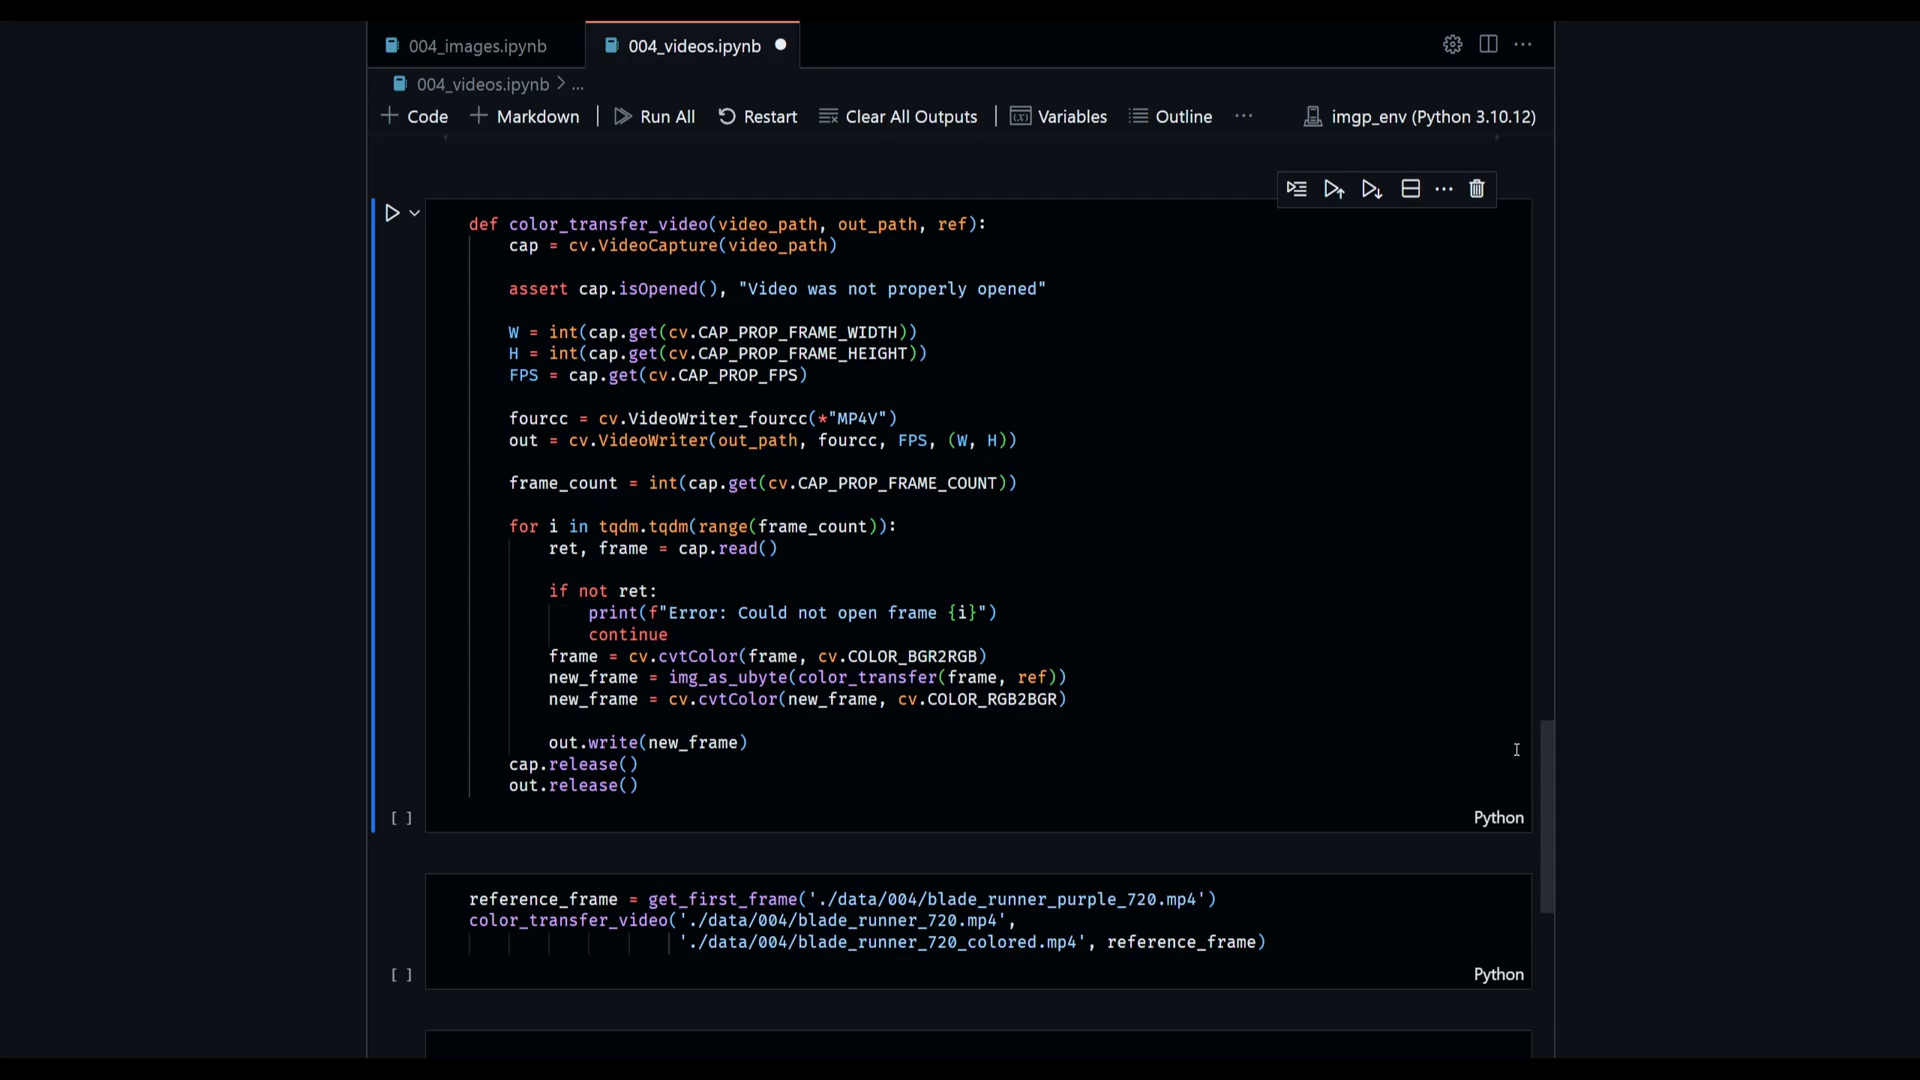 004_images.ipynb
004_videos.ipynb
004_videos.ipynb > ...
+ Code + Markdown | Run All Restart Clear All Outputs | Variables Outline ... imgp_env (Python 3.10.12)
def color_transfer_video(video_path, out_path, ref):
    cap = cv.VideoCapture(video_path)
    assert cap.isOpened(), "Video was not properly opened"
    W = int(cap.get(cv.CAP_PROP_FRAME_WIDTH))
    H = int(cap.get(cv.CAP_PROP_FRAME_HEIGHT))
    FPS = cap.get(cv.CAP_PROP_FPS)
    fourcc = cv.VideoWriter_fourcc(*"MP4V")
    out = cv.VideoWriter(out_path, fourcc, FPS, (W, H))
    frame_count = int(cap.get(cv.CAP_PROP_FRAME_COUNT))
    for i in tqdm.tqdm(range(frame_count)):
        ret, frame = cap.read()
        if not ret:
            print(f"Error: Could not open frame {i}")
            continue
        frame = cv.cvtColor(frame, cv.COLOR_BGR2RGB)
        new_frame = img_as_ubyte(color_transfer(frame, ref))
        new_frame = cv.cvtColor(new_frame, cv.COLOR_RGB2BGR)
        out.write(new_frame)
    cap.release()
    out.release()
[ ]
Python
reference_frame = get_first_frame('./data/004/blade_runner_purple_720.mp4')
color_transfer_video('./data/004/blade_runner_720.mp4',
                    './data/004/blade_runner_720_colored.mp4', reference_frame)
[ ]
Python